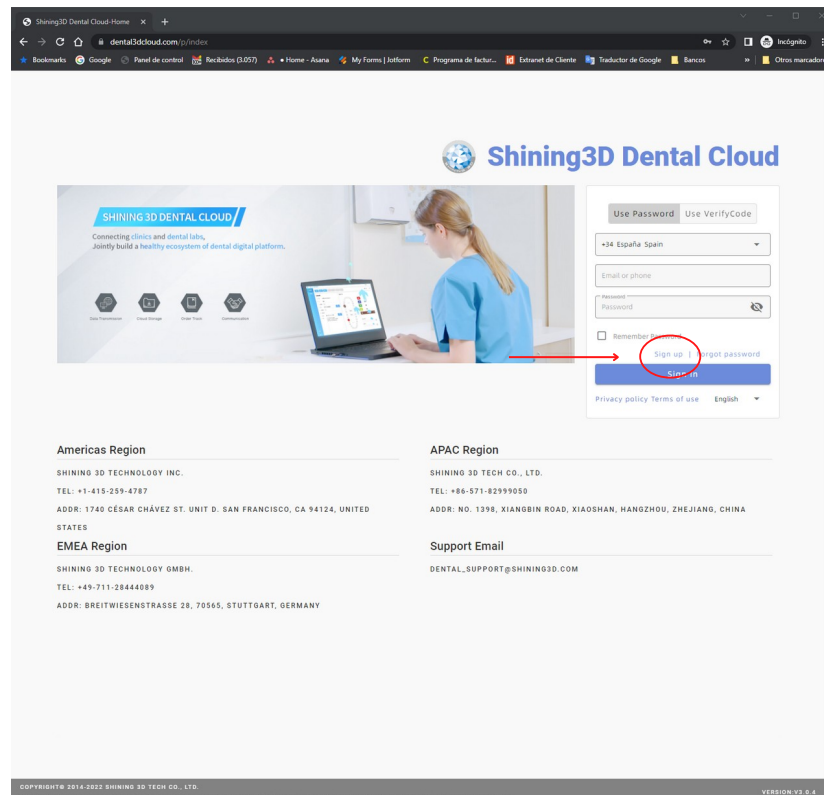 Shining3D Dental Cloud-Home
dental3dcloud.com/p/index
Incógnito
Bookmarks Google Panel de control Recibidos (3.057) • Home - Asana My Forms | Jotform Programa de factur... Extranet de Cliente Traductor de Google Bancos » Otros marcadore
Shining3D Dental Cloud
SHINING 3D DENTAL CLOUD
Connecting clinics and dental labs,
Jointly build a healthy ecosystem of dental digital platform.
Data Transmission Cloud Storage Order Track Communication
Use Password Use VerifyCode
+34 España Spain
Email or phone
Password
Password
Remember Password
Sign up | Forgot password
Sign in
Privacy policy Terms of use English
Americas Region
SHINING 3D TECHNOLOGY INC.
TEL: +1-415-259-4787
ADDR: 1740 CÉSAR CHÁVEZ ST. UNIT D. SAN FRANCISCO, CA 94124, UNITED
STATES
APAC Region
SHINING 3D TECH CO., LTD.
TEL: +86-571-82999050
ADDR: NO. 1398, XIANGBIN ROAD, XIAOSHAN, HANGZHOU, ZHEJIANG, CHINA
EMEA Region
SHINING 3D TECHNOLOGY GMBH.
TEL: +49-711-28444089
ADDR: BREITWIESENSTRASSE 28, 70565, STUTTGART, GERMANY
Support Email
DENTAL_SUPPORT@SHINING3D.COM
COPYRIGHT© 2014-2022 SHINING 3D TECH CO., LTD.
VERSION:V3.0.4